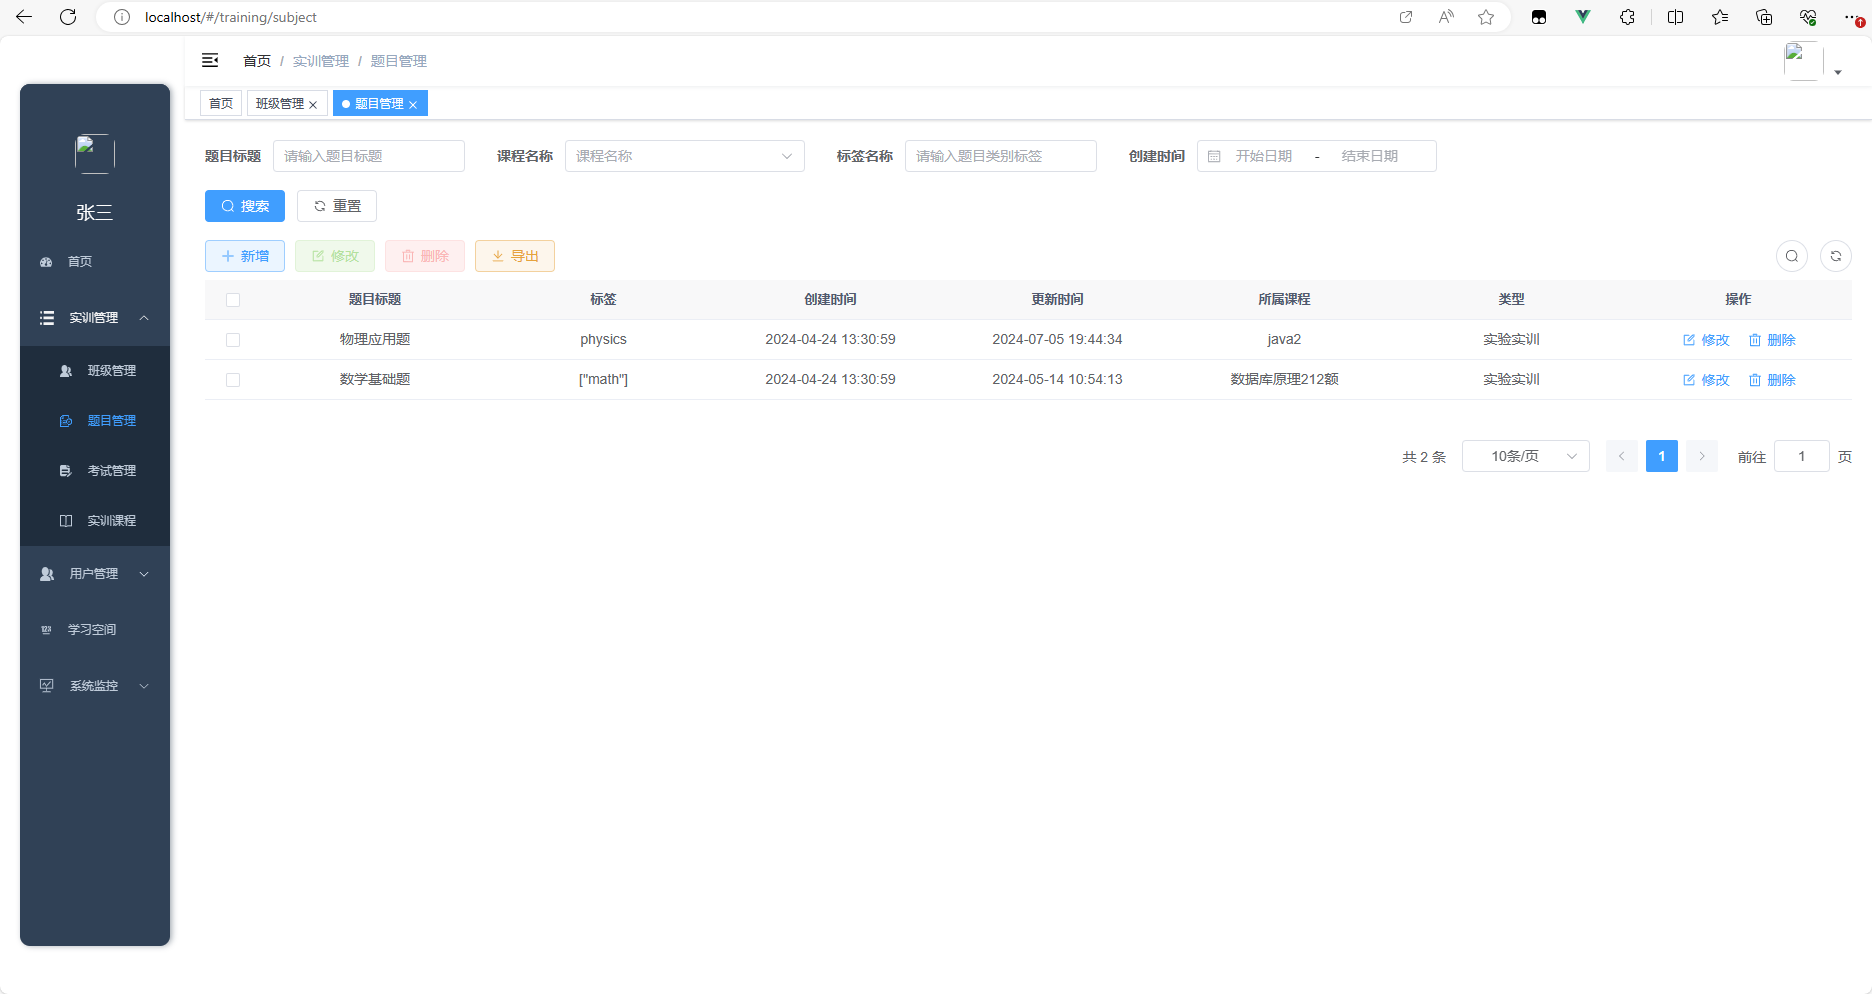 localhost/#/training/subject
首页 / 实训管理 / 题目管理
首页 班级管理 题目管理
张三
首页
实训管理
班级管理
题目管理
考试管理
实训课程
用户管理
学习空间
系统监控
题目标题 请输入题目标题 课程名称 课程名称 标签名称 请输入题目类别标签 创建时间 开始日期 - 结束日期
搜索 重置
新增 修改 删除 导出
题目标题 标签 创建时间 更新时间 所属课程 类型 操作
物理应用题 physics 2024-04-24 13:30:59 2024-07-05 19:44:34 java2 实验实训 修改 删除
数学基础题 ["math"] 2024-04-24 13:30:59 2024-05-14 10:54:13 数据库原理212额 实验实训 修改 删除
共 2 条 10条/页 1 前往 1 页